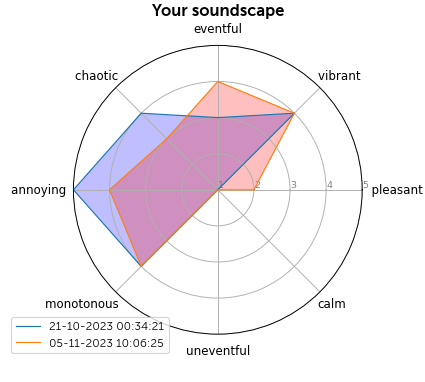 Your soundscape
eventful
chaotic
vibrant
annoying
1
2
3
4
5
pleasant
monotonous
calm
21-10-2023 00:34:21
05-11-2023 10:06:25
uneventful